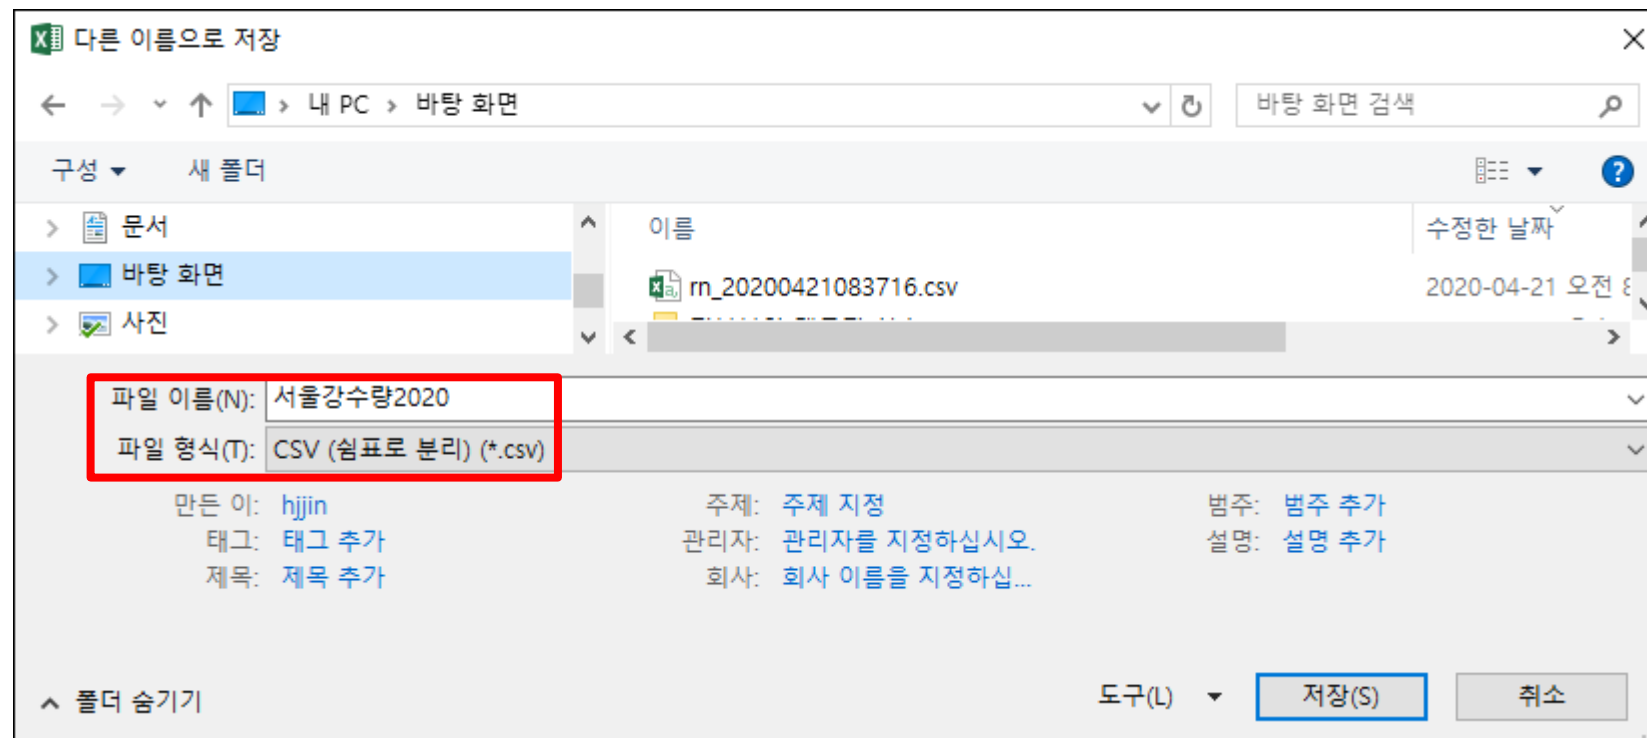 다른 이름으로 저장
내 PC > 바탕 화면
바탕 화면 검색
구성
새 폴더
문서
바탕 화면
사진
이름
수정한 날짜
rn_20200421083716.csv
2020-04-21 오전
파일 이름(N): 서울강수량2020
파일 형식(T): CSV (쉼표로 분리) (*.csv)
만든 이: hjjin
주제: 주제 지정
범주: 범주 추가
태그: 태그 추가
관리자: 관리자를 지정하십시오.
설명: 설명 추가
제목: 제목 추가
회사: 회사 이름을 지정하십...
폴더 숨기기
도구(L)
저장(S)
취소